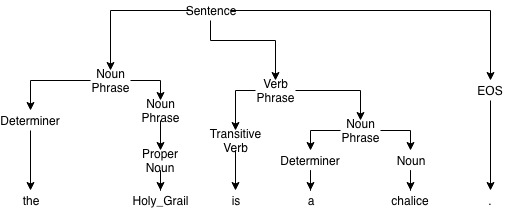 Sentence
Noun
Phrase
Verb
Phrase
EOS
Determiner
Noun
Phrase
Transitive
Verb
Noun
Phrase
Proper
Noun
Determiner
Noun
the
Holy_Grail
is
a
chalice
.